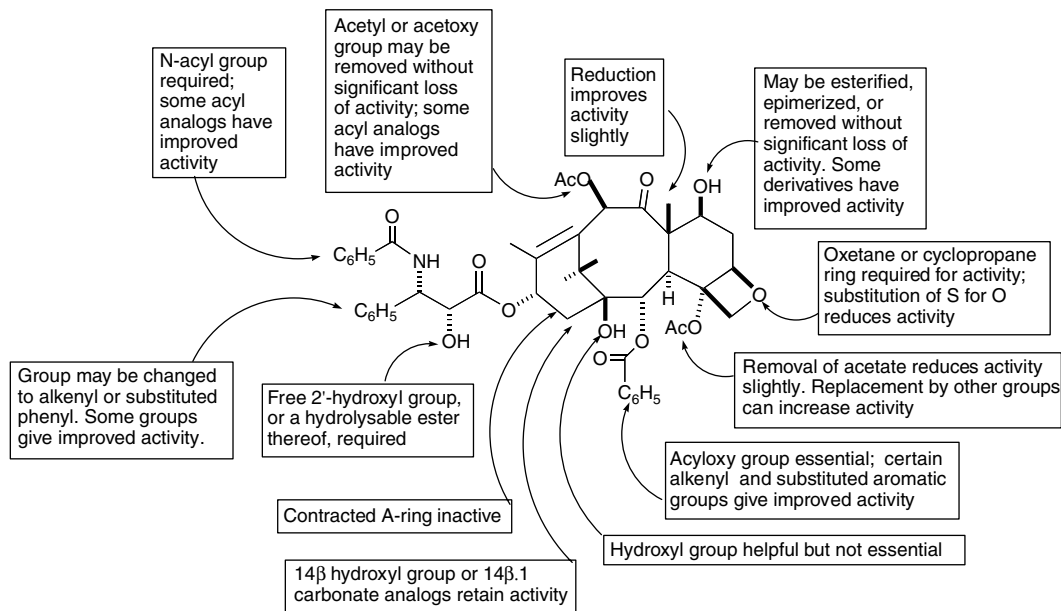 Acetyl or acetoxy
group may be
removed without
significant loss
of activity; some
acyl analogs
have improved
activity
N-acyl group
required;
some acyl
analogs have
improved
activity
Reduction
improves
activity
slightly
May be esterified,
epimerized, or
removed without
significant loss of
activity. Some
derivatives have
improved activity
AcO
O
OH
O
C6H5
NH
O
C6H5
O
OH
H
OH
O
O
AcO
O
C6H5
Oxetane or cyclopropane
ring required for activity;
substitution of S for O
reduces activity
Group may be changed
to alkenyl or substituted
phenyl. Some groups
give improved activity.
Free 2'-hydroxyl group,
or a hydrolysable ester
thereof, required
Removal of acetate reduces activity
slightly. Replacement by other groups
can increase activity
Acyloxy group essential; certain
alkenyl and substituted aromatic
groups give improved activity
Contracted A-ring inactive
Hydroxyl group helpful but not essential
14β hydroxyl group or 14β.1
carbonate analogs retain activity